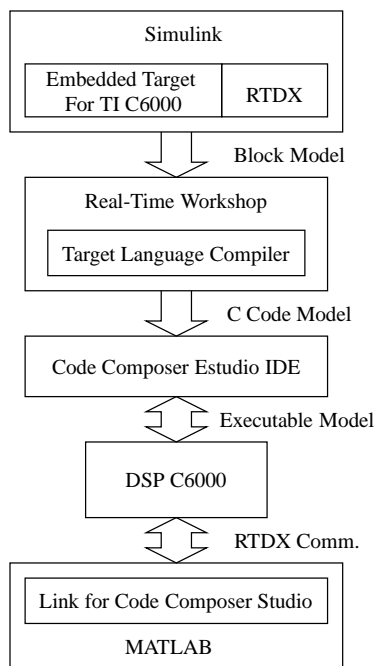 Simulink
Embedded Target
For TI C6000
RTDX
Block Model
Real-Time Workshop
Target Language Compiler
C Code Model
Code Composer Estudio IDE
Executable Model
DSP C6000
RTDX Comm.
Link for Code Composer Studio
MATLAB